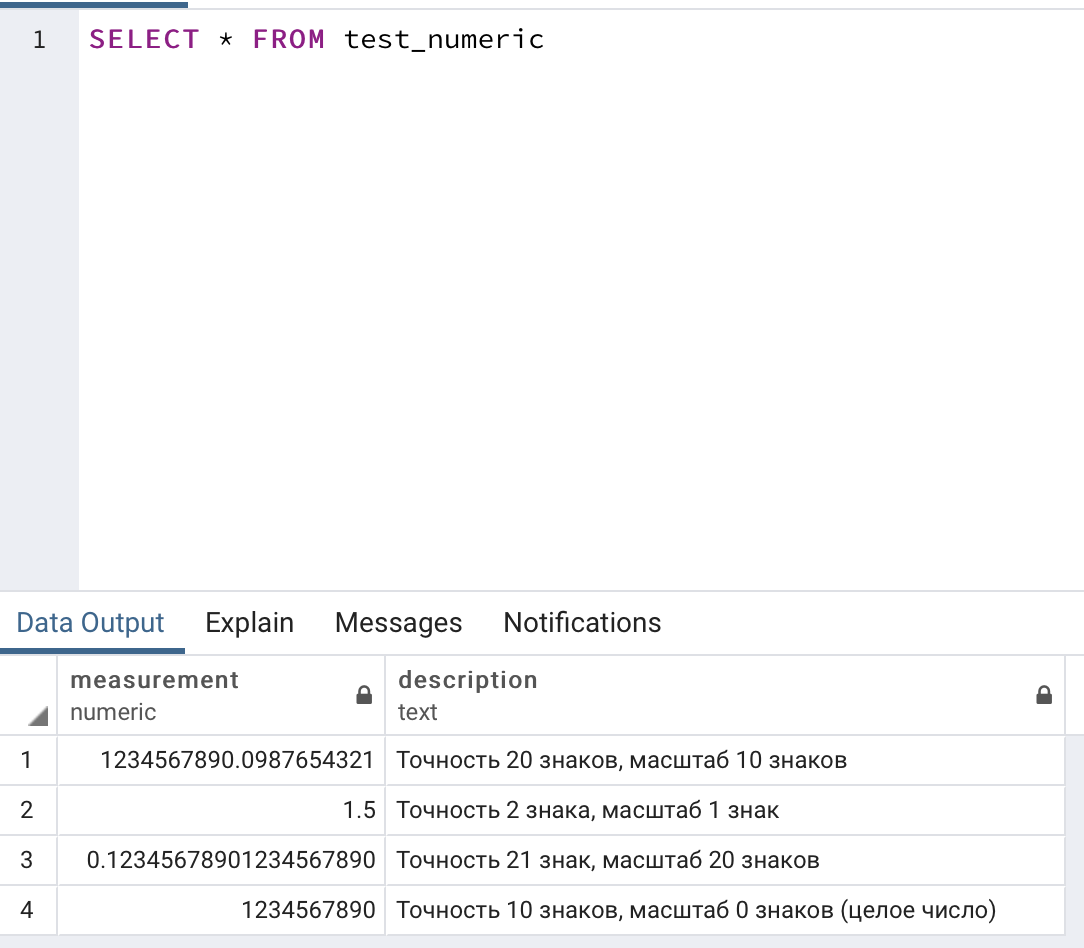 1 SELECT * FROM test_numeric
Data Output Explain Messages Notifications
measurement description
numeric text
1 1234567890.0987654321 Точность 20 знаков, масштаб 10 знаков
2 1.5 Точность 2 знака, масштаб 1 знак
3 0.12345678901234567890 Точность 21 знак, масштаб 20 знаков
4 1234567890 Точность 10 знаков, масштаб 0 знаков (целое число)